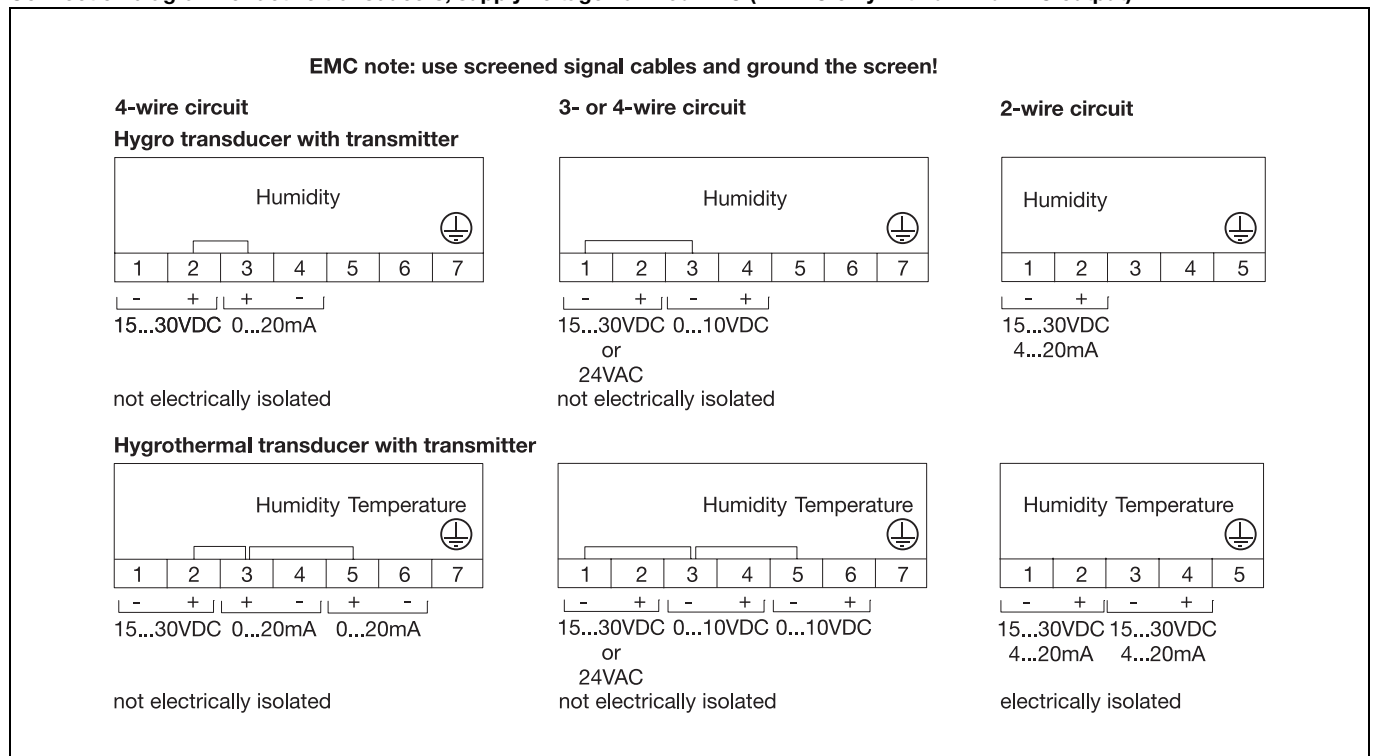 EMC note: use screened signal cables and ground the screen!
4-wire circuit
Hygro transducer with transmitter
Humidity
1 2 3 4 5 6 7
- + + -
15...30VDC 0...20mA
not electrically isolated
3- or 4-wire circuit
Humidity
1 2 3 4 5 6 7
- + - +
15...30VDC 0...10VDC
or
24VAC
not electrically isolated
2-wire circuit
Humidity
1 2 3 4 5
- +
15...30VDC
4...20mA
Hygrothermal transducer with transmitter
Humidity Temperature
1 2 3 4 5 6 7
- + + - + -
15...30VDC 0...20mA 0...20mA
not electrically isolated
Humidity Temperature
1 2 3 4 5 6 7
- + - + - +
15...30VDC 0...10VDC 0...10VDC
or
24VAC
not electrically isolated
Humidity Temperature
1 2 3 4 5
- + - +
15...30VDC 15...30VDC
4...20mA 4...20mA
electrically isolated